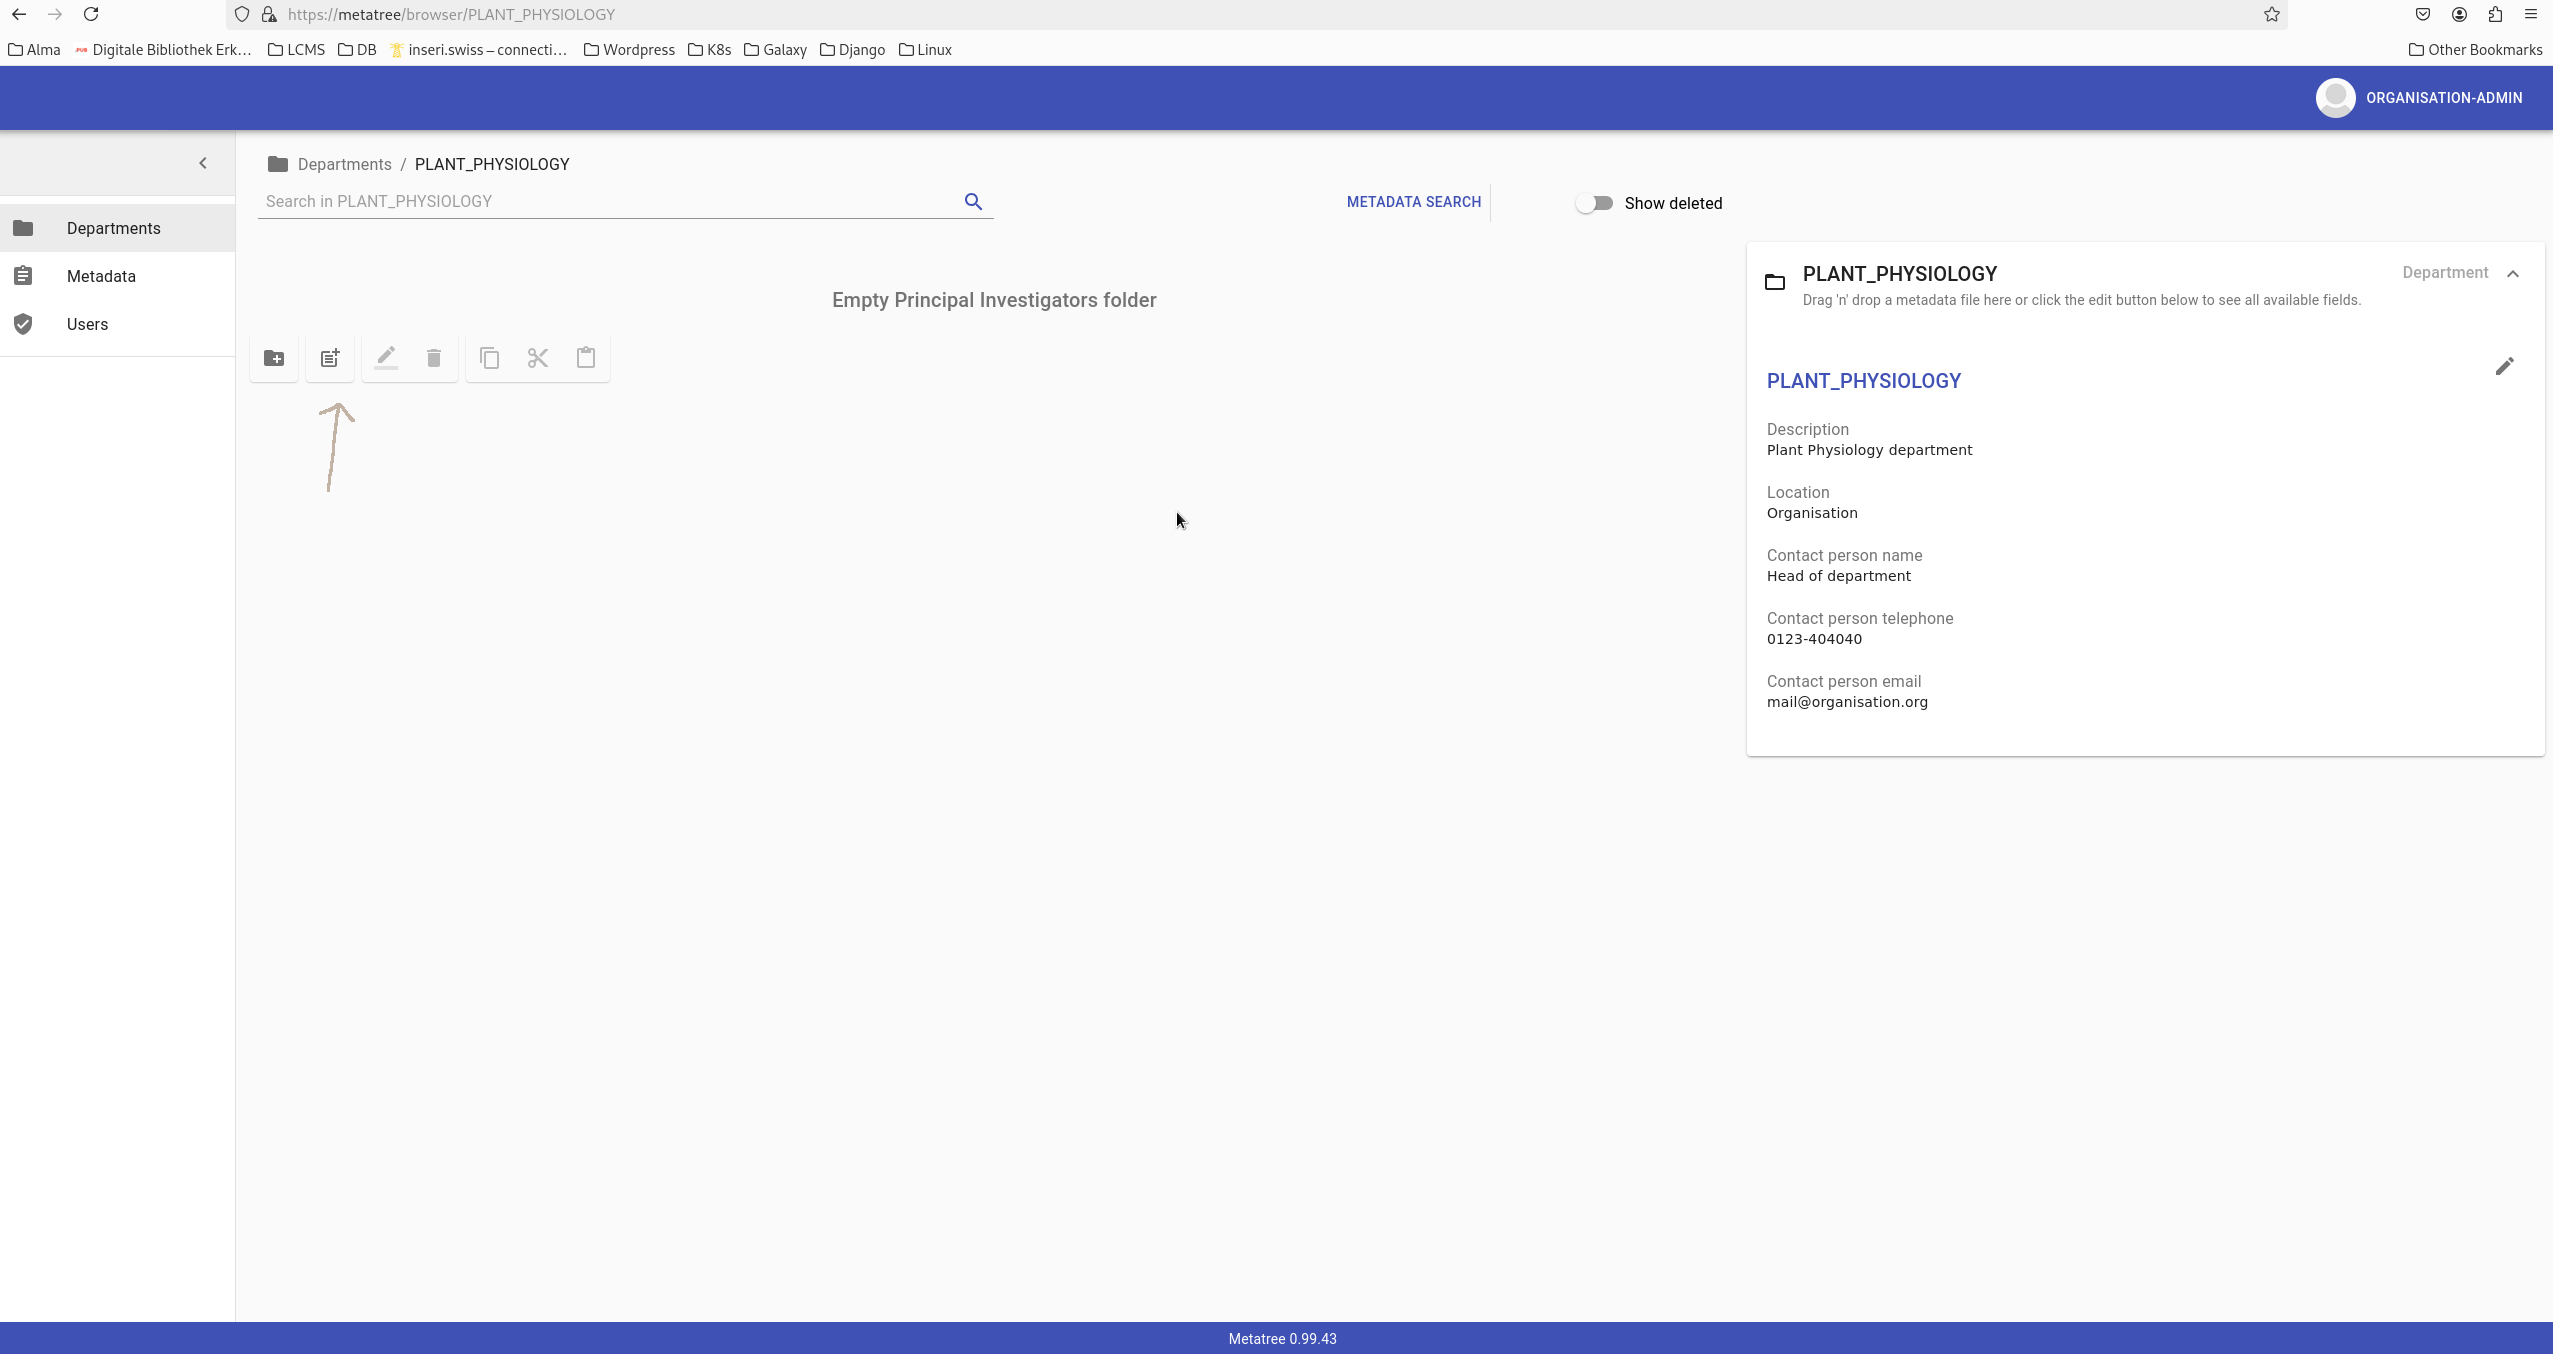 https://metatree/browser/PLANT_PHYSIOLOGY
Alma Digitale Bibliothek Erk… LCMS DB inseri.swiss – connecti… Wordpress K8s Galaxy Django Linux Other Bookmarks
ORGANISATION-ADMIN
Departments / PLANT_PHYSIOLOGY
Search in PLANT_PHYSIOLOGY METADATA SEARCH Show deleted
Departments
Metadata
Users
Empty Principal Investigators folder
PLANT_PHYSIOLOGY Department
Drag 'n' drop a metadata file here or click the edit button below to see all available fields.
PLANT_PHYSIOLOGY
Description
Plant Physiology department
Location
Organisation
Contact person name
Head of department
Contact person telephone
0123-404040
Contact person email
mail@organisation.org
Metatree 0.99.43